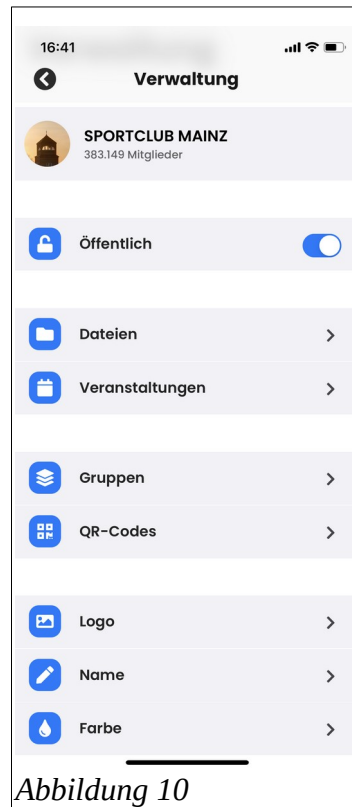 16:41
Verwaltung
SPORTCLUB MAINZ
383.149 Mitglieder
Öffentlich
Dateien
Veranstaltungen
Gruppen
QR-Codes
Logo
Name
Farbe
Abbildung 10